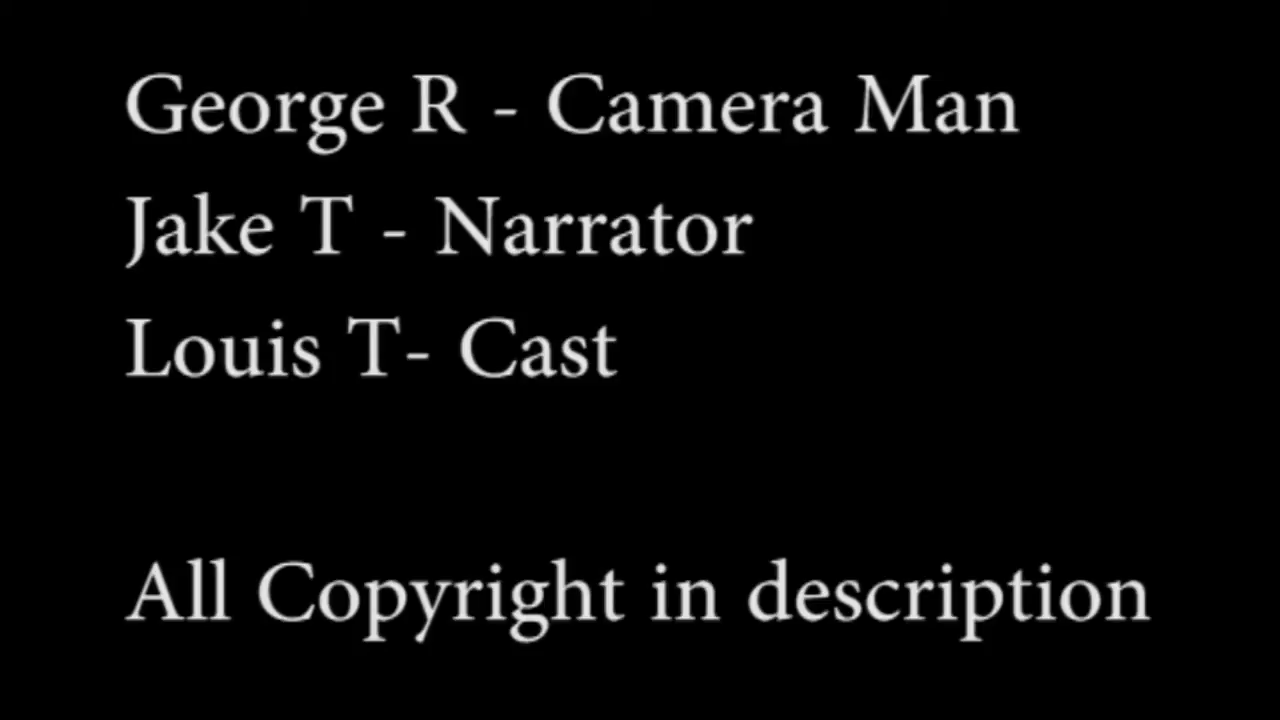 George R - Camera Man
Jake T - Narrator
Louis T- Cast
All Copyright in description